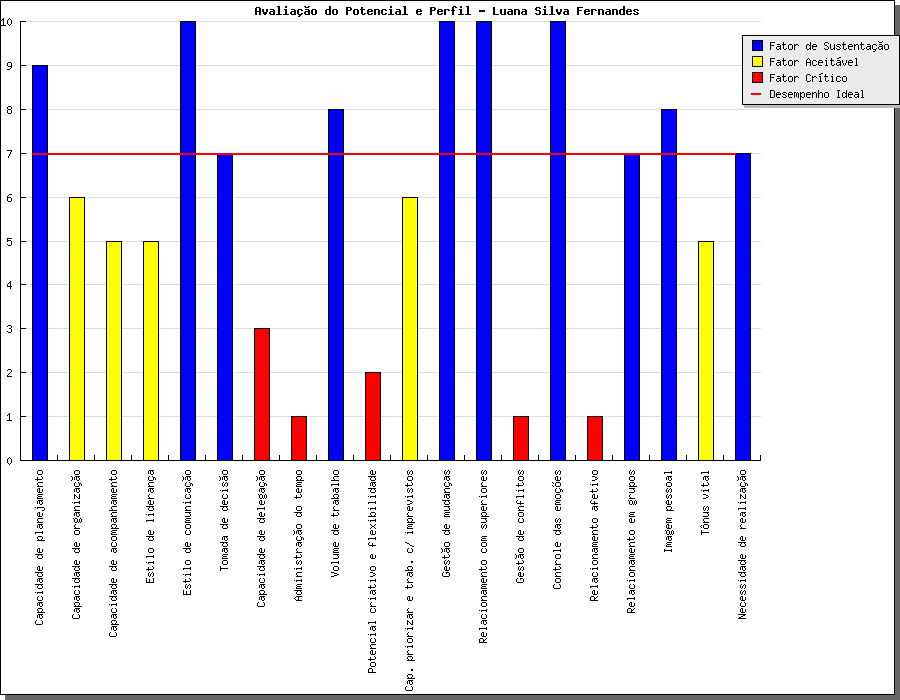 Avaliação do Potencial e Perfil - Luana Silva Fernandes
Fator de Sustentação
Fator Aceitável
Fator Crítico
Desempenho Ideal
10
9
8
7
6
5
4
3
2
1
0
Capacidade de planejamento
Capacidade de organização
Capacidade de acompanhamento
Estilo de liderança
Estilo de comunicação
Tomada de decisão
Capacidade de delegação
Administração do tempo
Volume de trabalho
Potencial criativo e flexibilidade
Cap. priorizar e trab. c/ imprevistos
Gestão de mudanças
Relacionamento com superiores
Gestão de conflitos
Controle das emoções
Relacionamento afetivo
Relacionamento em grupos
Imagem pessoal
Tônus vital
Necessidade de realização